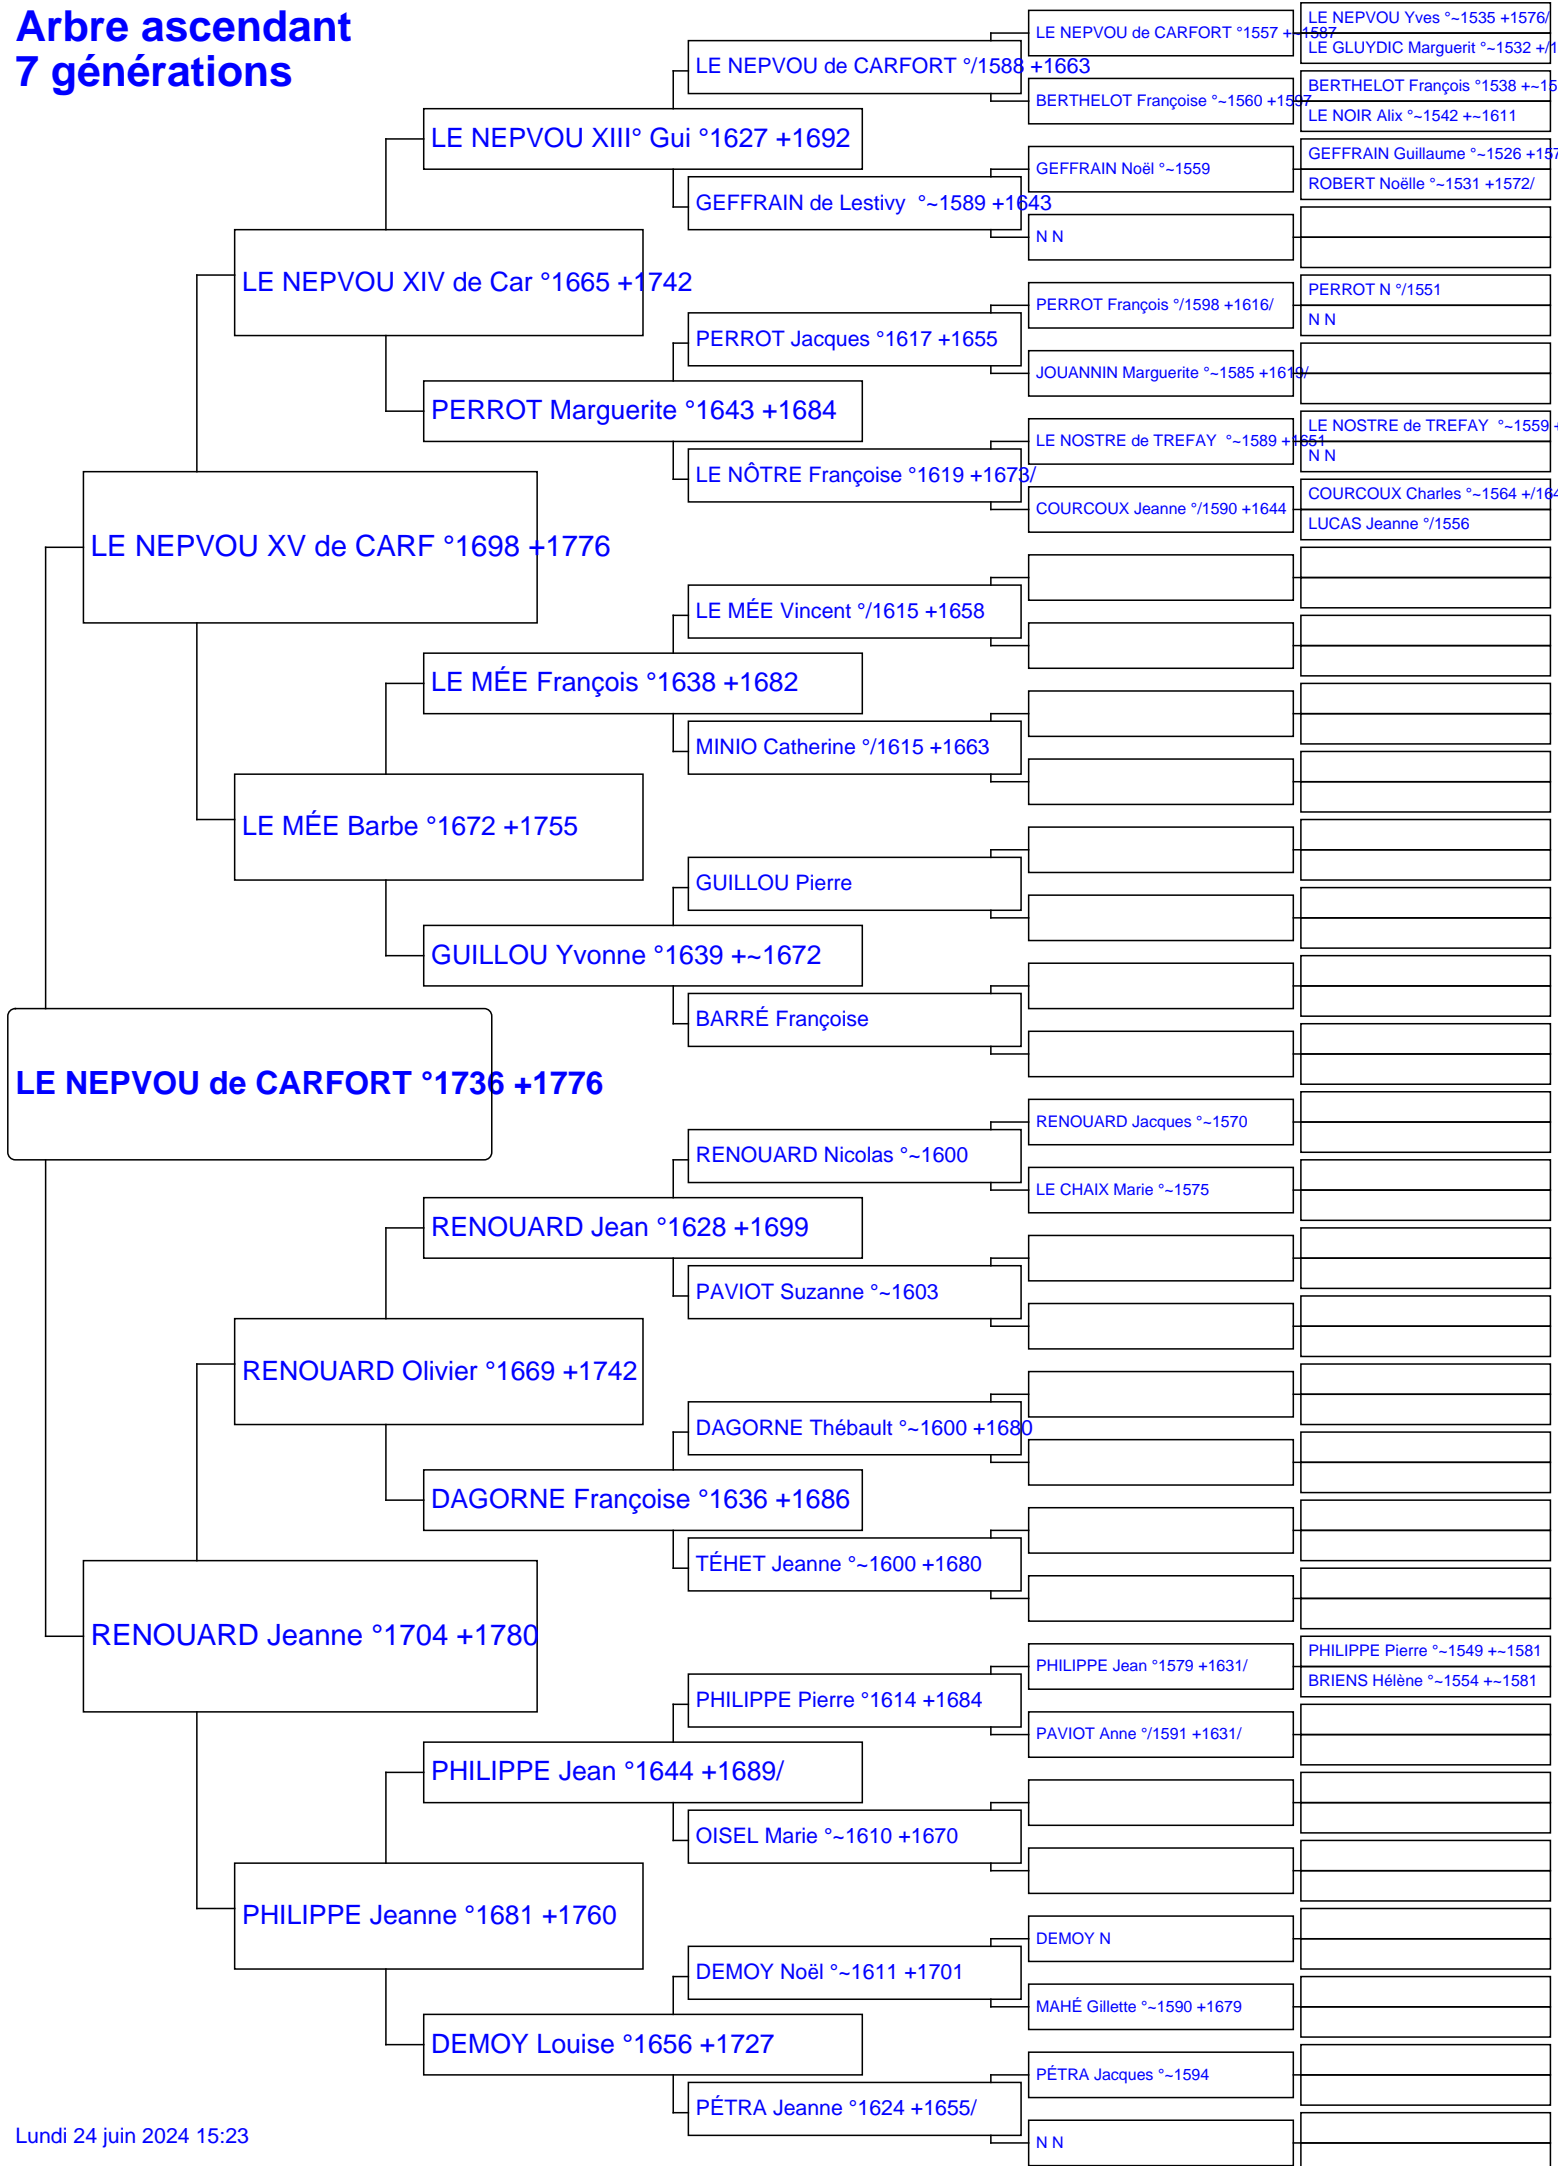 Arbre ascendant
7 générations
LE NEPVOU de CARFORT °1736 +1776
LE NEPVOU XV de CARF °1698 +1776
RENOUARD Jeanne °1704 +1780
LE NEPVOU XIV de Car °1665 +1742
LE MÉE Barbe °1672 +1755
RENOUARD Olivier °1669 +1742
PHILIPPE Jeanne °1681 +1760
LE NEPVOU XIII° Gui °1627 +1692
PERROT Marguerite °1643 +1684
LE MÉE François °1638 +1682
GUILLOU Yvonne °1639 +~1672
RENOUARD Jean °1628 +1699
DAGORNE Françoise °1636 +1686
PHILIPPE Jean °1644 +1689/
DEMOY Louise °1656 +1727
LE NEPVOU de CARFORT °/1588 +1663
GEFFRAIN de Lestivy °~1589 +1643
PERROT Jacques °1617 +1655
LE NÔTRE Françoise °1619 +1673/
LE MÉE Vincent °/1615 +1658
MINIO Catherine °/1615 +1663
GUILLOU Pierre
BARRÉ Françoise
RENOUARD Nicolas °~1600
PAVIOT Suzanne °~1603
DAGORNE Thébault °~1600 +1680
TÉHET Jeanne °~1600 +1680
PHILIPPE Pierre °1614 +1684
OISEL Marie °~1610 +1670
DEMOY Noël °~1611 +1701
PÉTRA Jeanne °1624 +1655/
LE NEPVOU de CARFORT °1557 +~1587
BERTHELOT Françoise °~1560 +1597
GEFFRAIN Noël °~1559
N N
PERROT François °/1598 +1616/
JOUANNIN Marguerite °~1585 +1619/
LE NOSTRE de TREFAY °~1589 +1651
COURCOUX Jeanne °/1590 +1644
RENOUARD Jacques °~1570
LE CHAIX Marie °~1575
PHILIPPE Jean °1579 +1631/
PAVIOT Anne °/1591 +1631/
DEMOY N
MAHÉ Gillette °~1590 +1679
PÉTRA Jacques °~1594
N N
LE NEPVOU Yves °~1535 +1576/
LE GLUYDIC Marguerit °~1532 +/1
BERTHELOT François °1538 +~15
LE NOIR Alix °~1542 +~1611
GEFFRAIN Guillaume °~1526 +157
ROBERT Noëlle °~1531 +1572/
PERROT N °/1551
N N
LE NOSTRE de TREFAY °~1559 +
N N
COURCOUX Charles °~1564 +/164
LUCAS Jeanne °/1556
PHILIPPE Pierre °~1549 +~1581
BRIENS Hélène °~1554 +~1581
Lundi 24 juin 2024 15:23